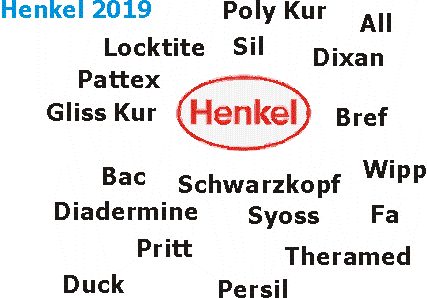 Henkel 2019
Poly Kur
All
Locktite
Sil
Dixan
Pattex
Gliss Kur
Henkel
Bref
Bac
Schwarzkopf
Wipp
Diadermine
Syoss
Fa
Pritt
Theramed
Duck
Persil